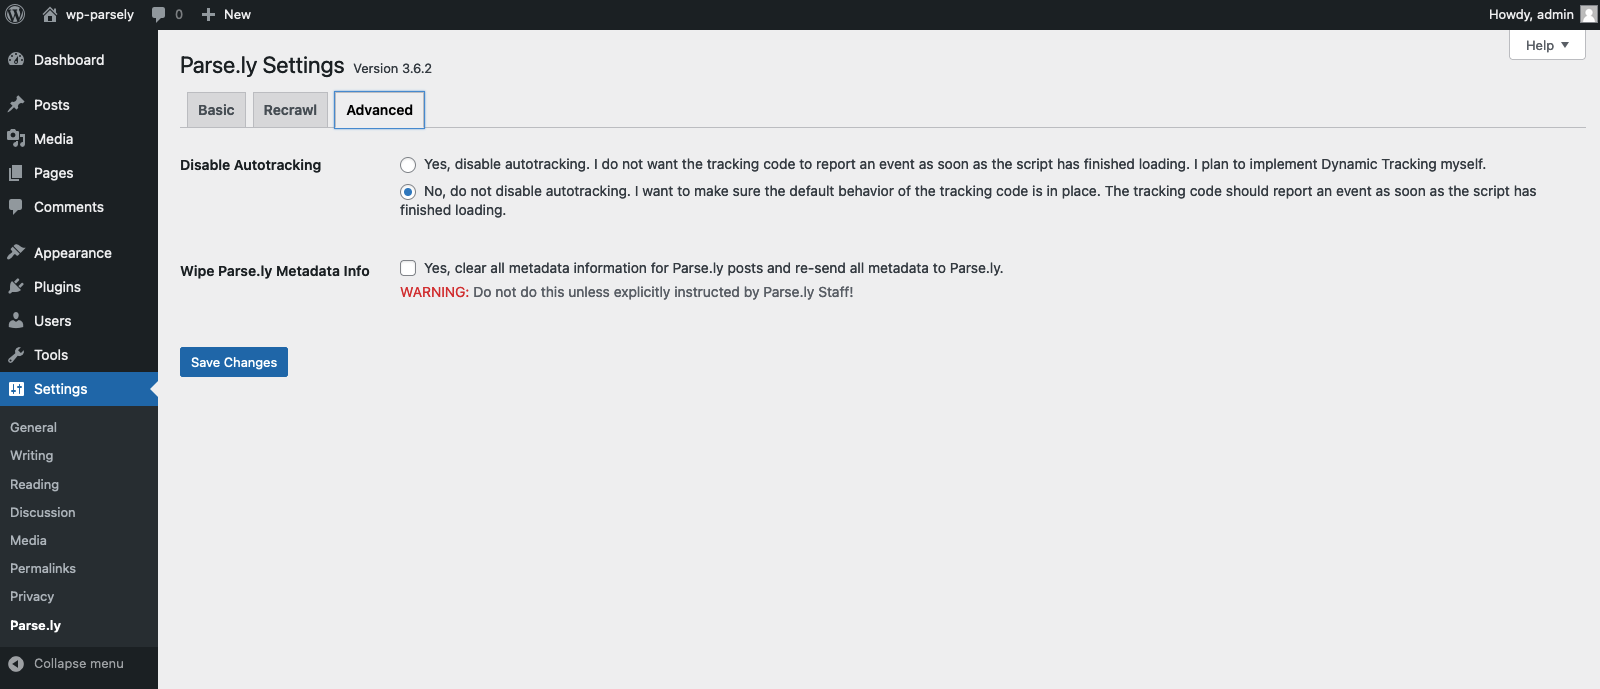 wp-parsely 0 New Howdy, admin
Help
Dashboard
Posts
Media
Pages
Comments
Appearance
Plugins
Users
Tools
Settings
General
Writing
Reading
Discussion
Media
Permalinks
Privacy
Parse.ly
Collapse menu
Parse.ly Settings Version 3.6.2
Basic Recrawl Advanced
Disable Autotracking
Yes, disable autotracking. I do not want the tracking code to report an event as soon as the script has finished loading. I plan to implement Dynamic Tracking myself.
No, do not disable autotracking. I want to make sure the default behavior of the tracking code is in place. The tracking code should report an event as soon as the script has
finished loading.
Wipe Parse.ly Metadata Info
Yes, clear all metadata information for Parse.ly posts and re-send all metadata to Parse.ly.
WARNING: Do not do this unless explicitly instructed by Parse.ly Staff!
Save Changes